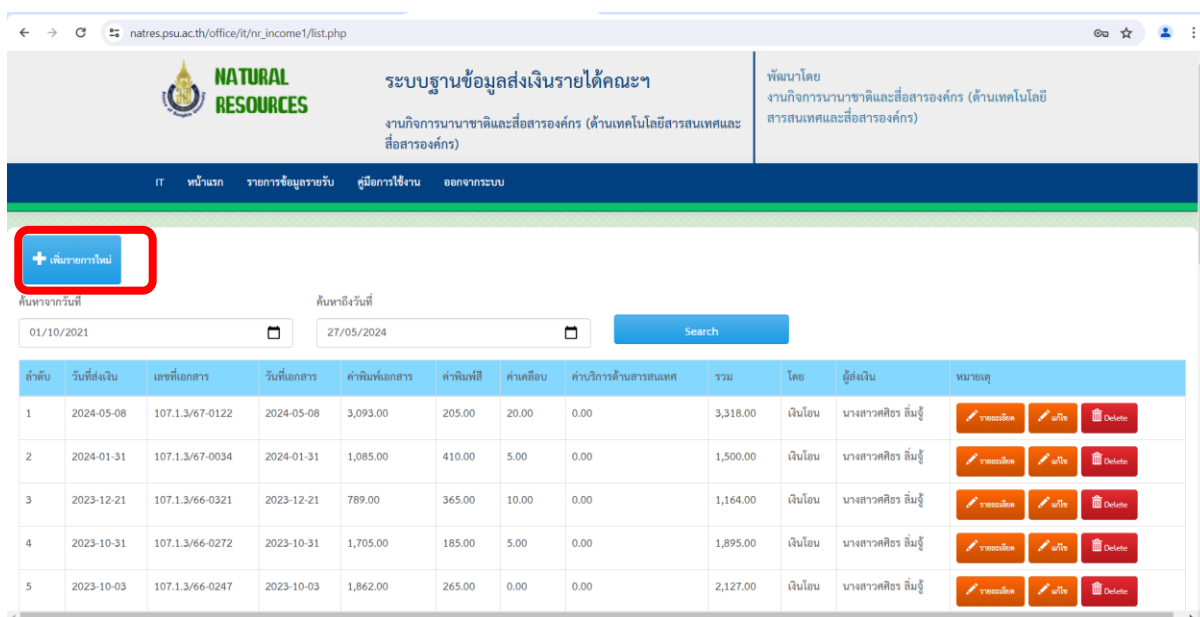 natres.psu.ac.th/office/it/nr_income1/list.php
NATURAL
RESOURCES
ระบบฐานข้อมูลส่งเงินรายได้คณะฯ
งานกิจการนานาชาติและสื่อสารองค์กร (ด้านเทคโนโลยีสารสนเทศและ
สื่อสารองค์กร)
พัฒนาโดย
งานกิจการนานาชาติและสื่อสารองค์กร (ด้านเทคโนโลยี
สารสนเทศและสื่อสารองค์กร)
IT หน้าแรก รายการข้อมูลรายรับ คู่มือการใช้งาน ออกจากระบบ
เพิ่มรายการใหม่
ค้นหาจากวันที่ ค้นหาถึงวันที่
01/10/2021 27/05/2024 Search
ลำดับ วันที่ส่งเงิน เลขที่เอกสาร วันที่เอกสาร ค่าพิมพ์เอกสาร ค่าพิมพ์สี ค่าเคลือบ ค่าบริการด้านสารสนเทศ รวม โดย ผู้ส่งเงิน หมายเหตุ
1 2024-05-08 107.1.3/67-0122 2024-05-08 3,093.00 205.00 20.00 0.00 3,318.00 เงินโอน นางสาวศศิธร ลิ่มจู้ รายละเอียด แก้ไข Delete
2 2024-01-31 107.1.3/67-0034 2024-01-31 1,085.00 410.00 5.00 0.00 1,500.00 เงินโอน นางสาวศศิธร ลิ่มจู้ รายละเอียด แก้ไข Delete
3 2023-12-21 107.1.3/66-0321 2023-12-21 789.00 365.00 10.00 0.00 1,164.00 เงินโอน นางสาวศศิธร ลิ่มจู้ รายละเอียด แก้ไข Delete
4 2023-10-31 107.1.3/66-0272 2023-10-31 1,705.00 185.00 5.00 0.00 1,895.00 เงินโอน นางสาวศศิธร ลิ่มจู้ รายละเอียด แก้ไข Delete
5 2023-10-03 107.1.3/66-0247 2023-10-03 1,862.00 265.00 0.00 0.00 2,127.00 เงินโอน นางสาวศศิธร ลิ่มจู้ รายละเอียด แก้ไข Delete